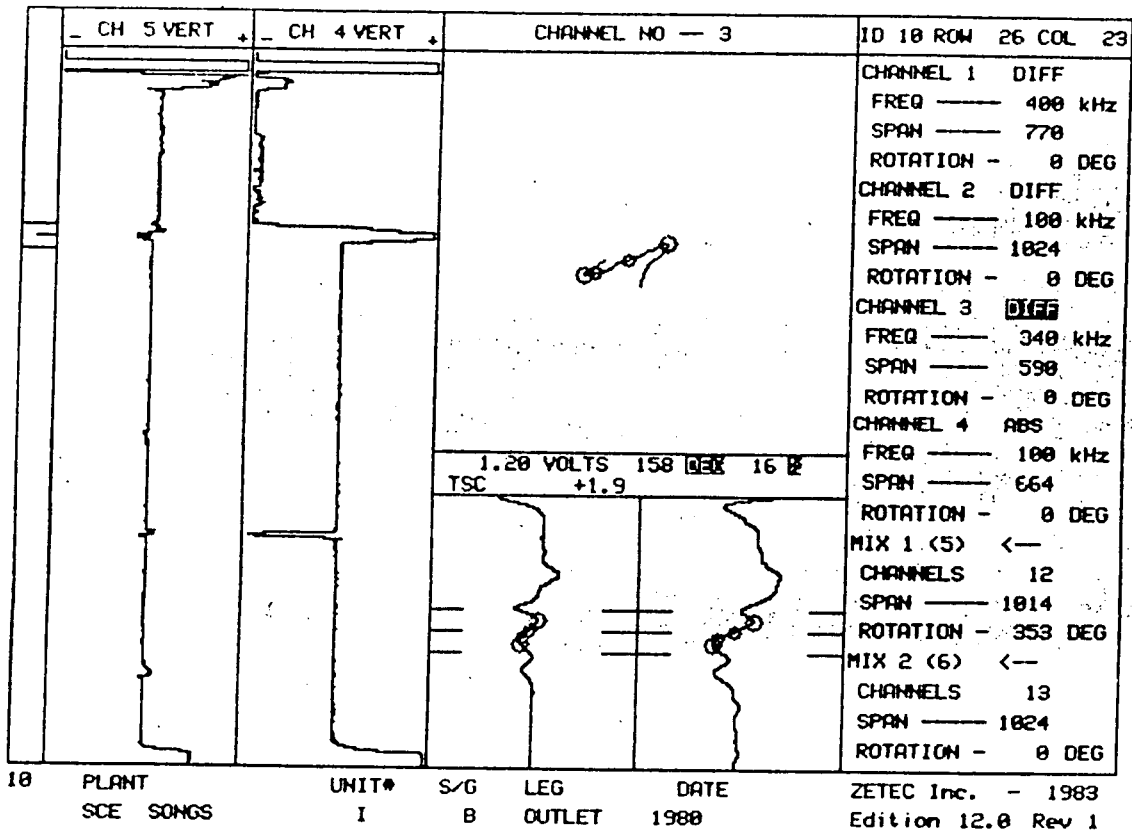 _ CH 5 VERT +
_ CH 4 VERT +
CHANNEL NO -- 3
ID 10 ROW 26 COL 23
CHANNEL 1 DIFF
FREQ ---- 400 kHz
SPAN ---- 770
ROTATION - 0 DEG
CHANNEL 2 DIFF
FREQ ---- 100 kHz
SPAN ---- 1024
ROTATION - 0 DEG
CHANNEL 3 DIFF
FREQ ---- 340 kHz
SPAN ---- 590
ROTATION - 0 DEG
CHANNEL 4 ABS
FREQ ---- 100 kHz
SPAN ---- 664
ROTATION - 0 DEG
MIX 1 (5) <--
CHANNELS 12
SPAN ---- 1014
ROTATION - 353 DEG
MIX 2 (6) <--
CHANNELS 13
SPAN ---- 1024
ROTATION - 0 DEG
1.20 VOLTS 158 DEG 16 %
TSC +1.9
10 PLANT UNIT# S/G LEG DATE
SCE SONGS I B OUTLET 1980
ZETEC Inc. - 1983
Edition 12.0 Rev 1